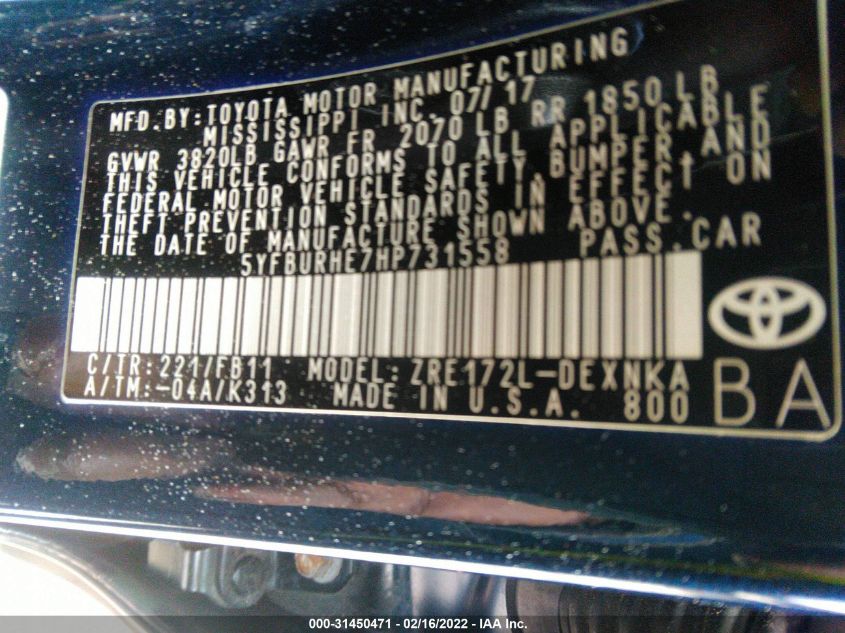 MFD. BY: TOYOTA MOTOR MANUFACTURING
MISSISSIPPI INC. 07/17
GVWR 3820LB GAWR FR 2070 LB RR 1850LB
THIS VEHICLE CONFORMS TO ALL APPLICABLE
FEDERAL MOTOR VEHICLE SAFETY, BUMPER, AND
THEFT PREVENTION STANDARDS IN EFFECT ON
THE DATE OF MANUFACTURE SHOWN ABOVE.
5YFBURHE7HP731558 PASS. CAR
C/TR: 221/FB11 MODEL: ZRE172L-DEXNKA
A/TM: -04A/K313 MADE IN U.S.A. 800
BA
000-31450471 / 02/16/2022 - IAA Inc.